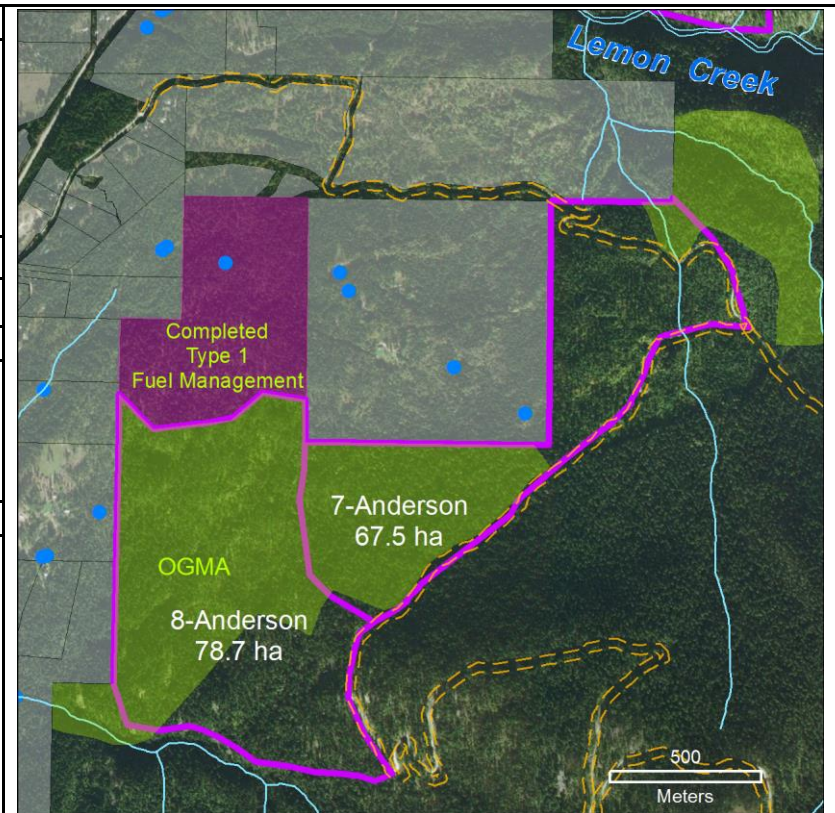 Lemon Creek
Completed
Type 1
Fuel Management
7-Anderson
67.5 ha
OGMA
8-Anderson
78.7 ha
500
Meters